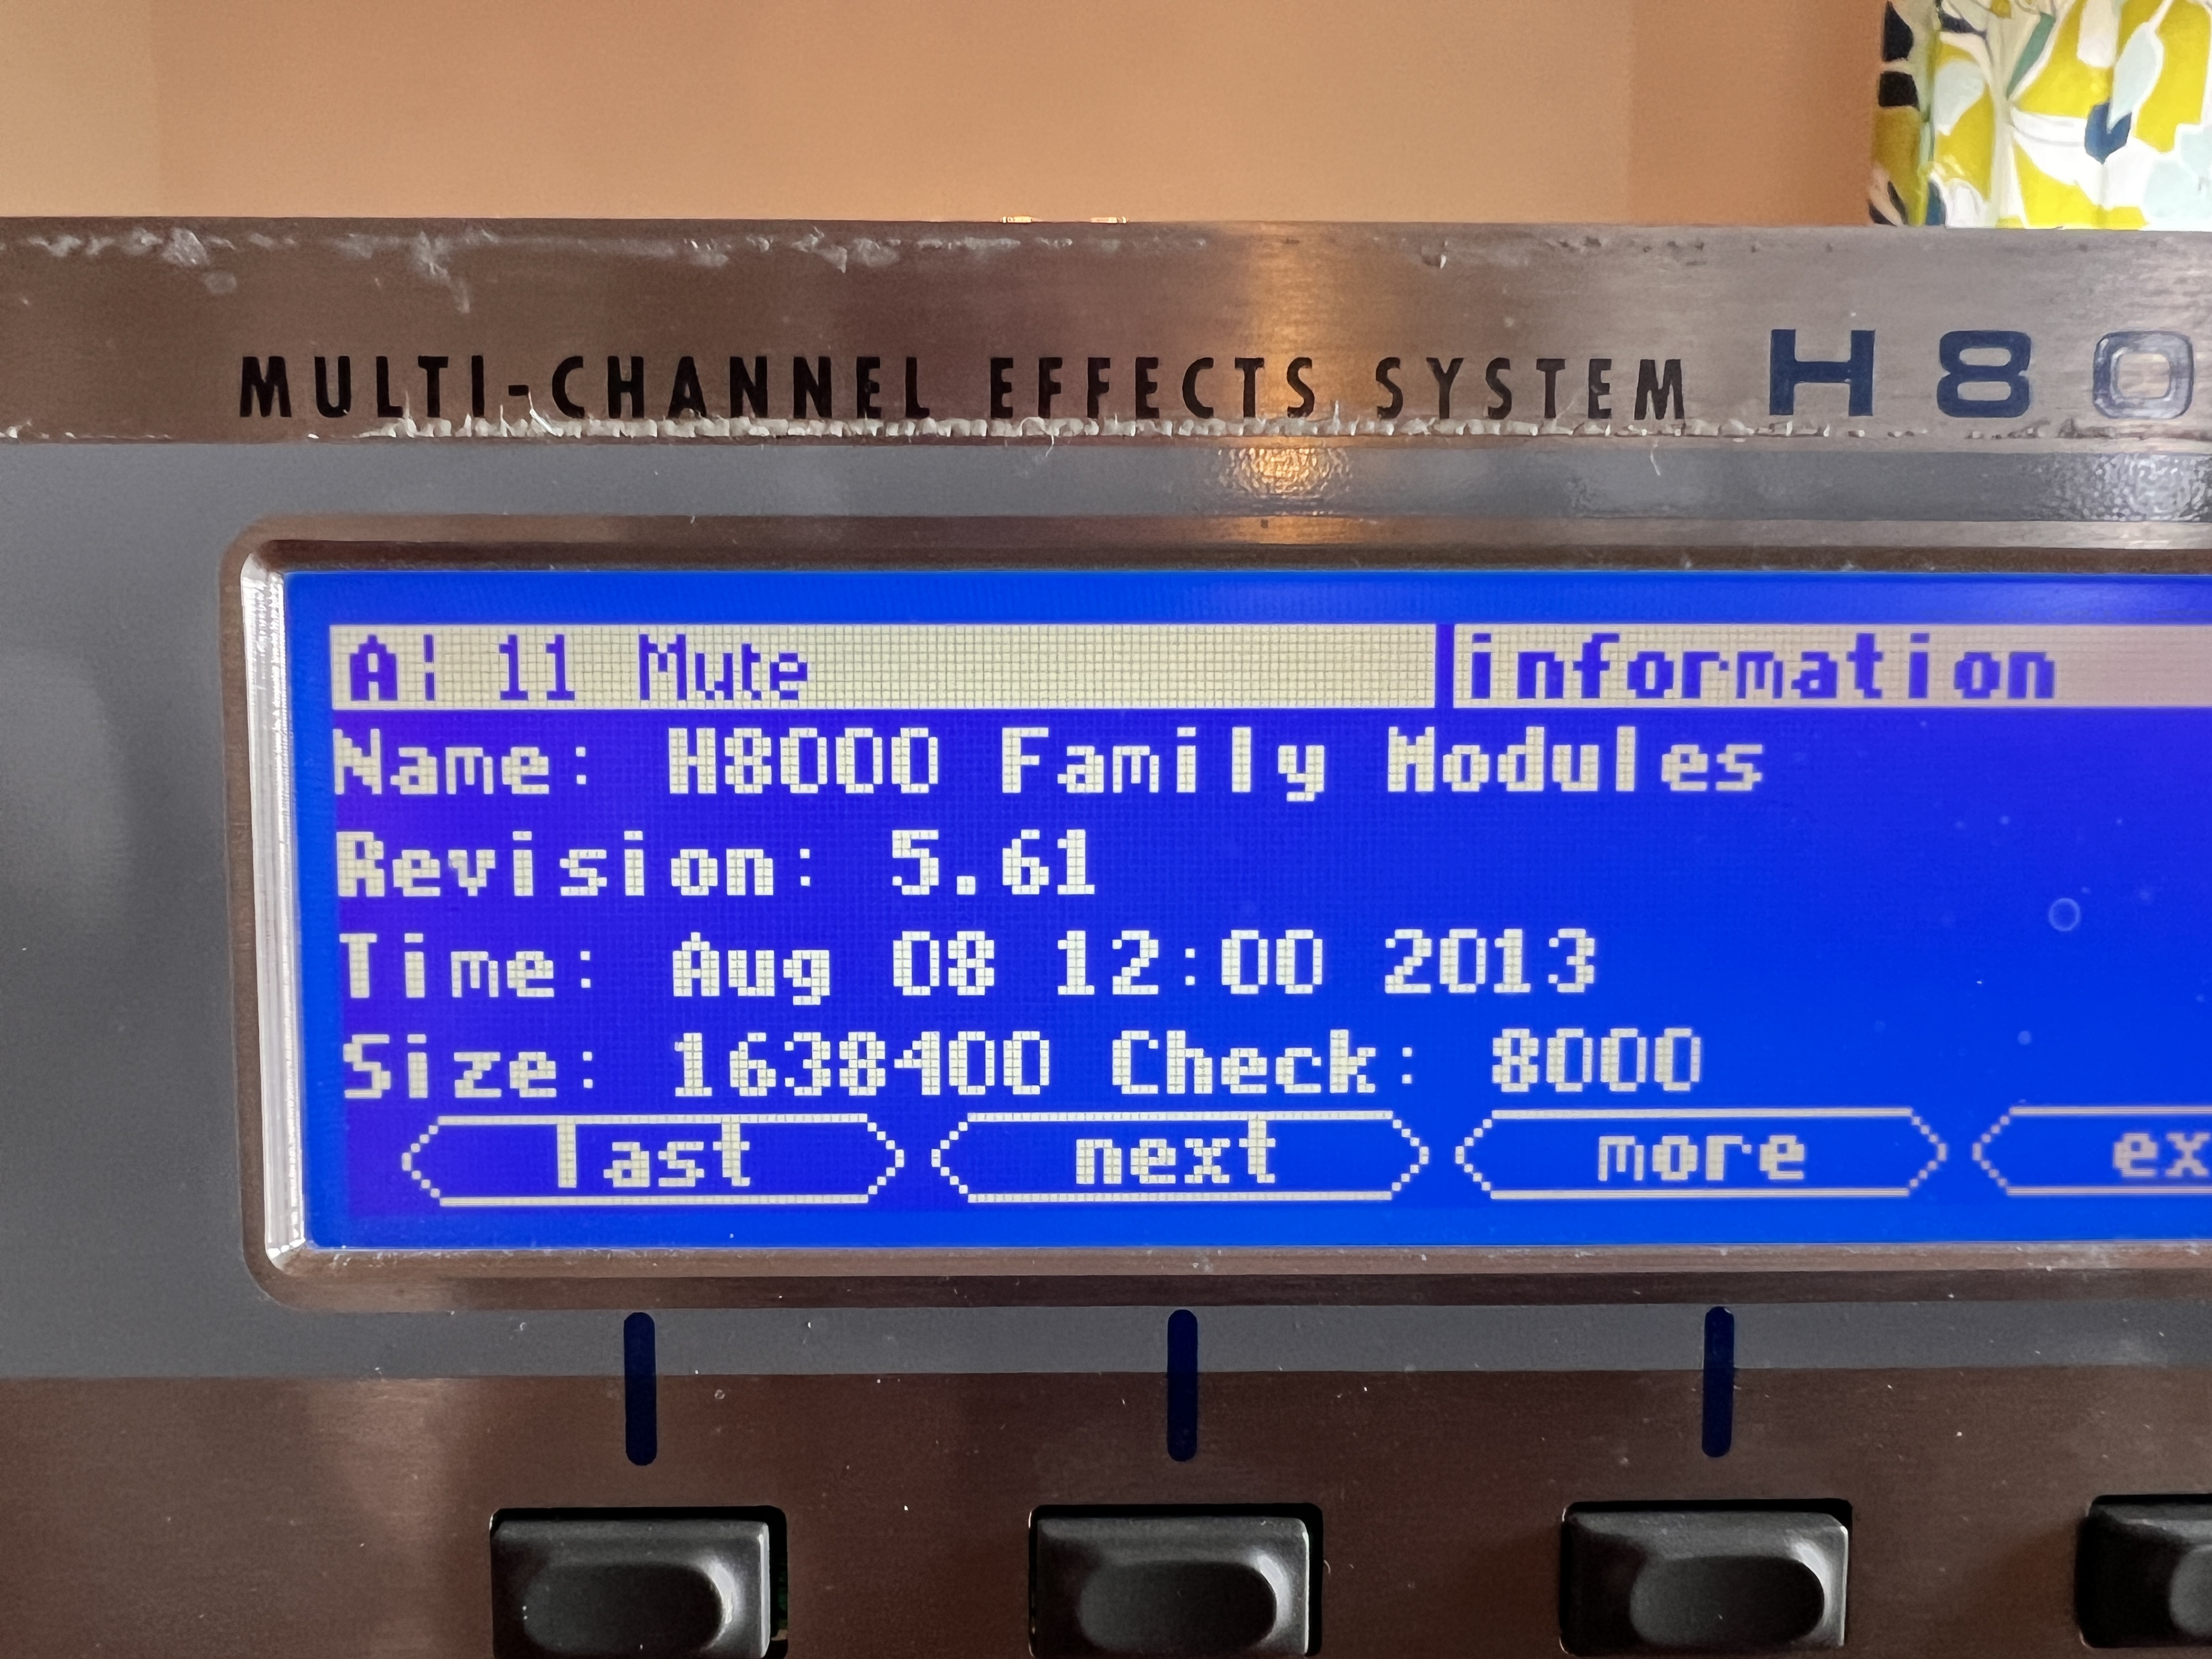 MULTI-CHANNEL EFFECTS SYSTEM H80
A: 11 Mute information
Name: H8000 Family Modules
Revision: 5.61
Time: Aug 08 12:00 2013
Size: 1638400 Check: 8000
last next more